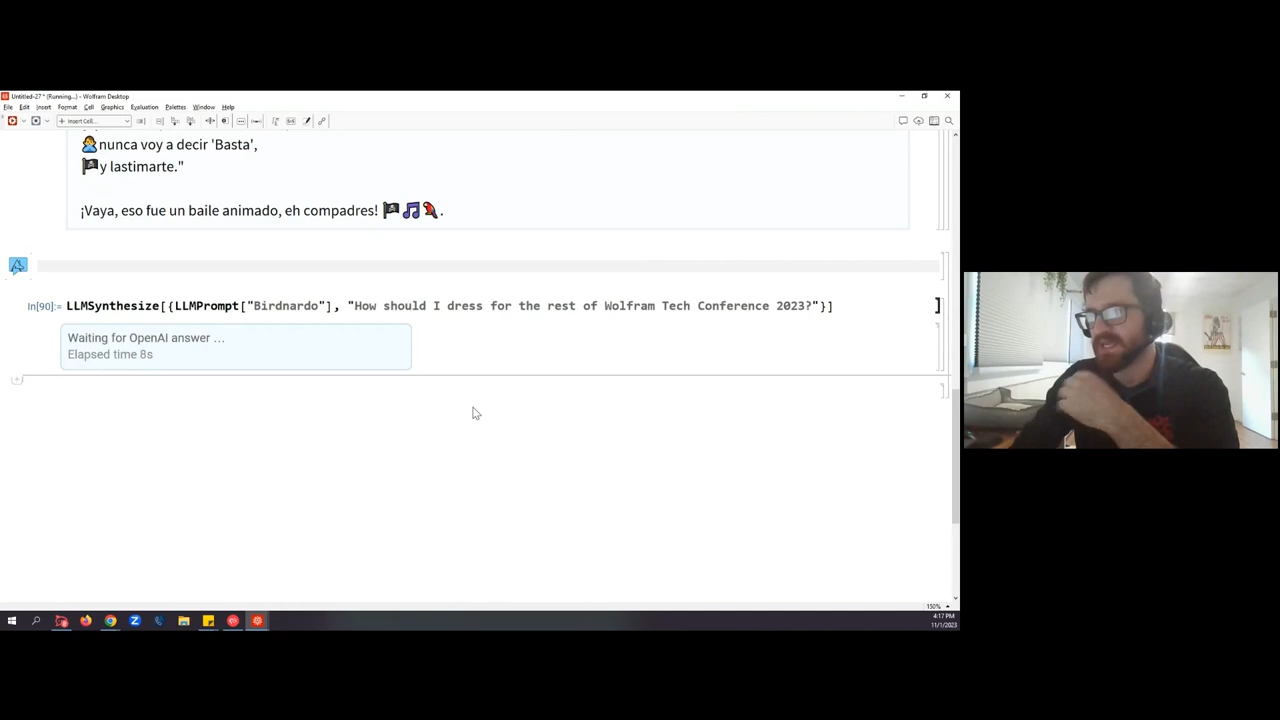 Untitled-27 * (Running...) - Wolfram Desktop
File Edit Insert Format Cell Graphics Evaluation Palettes Window Help
Insert Cell...
nunca voy a decir 'Basta',
y lastimarte."
¡Vaya, eso fue un baile animado, eh compadres! .
In[90]:= LLMSynthesize[{LLMPrompt["Birdnardo"], "How should I dress for the rest of Wolfram Tech Conference 2023?"}]
Waiting for OpenAI answer ...
Elapsed time 8s
150%
4:17 PM
11/1/2023